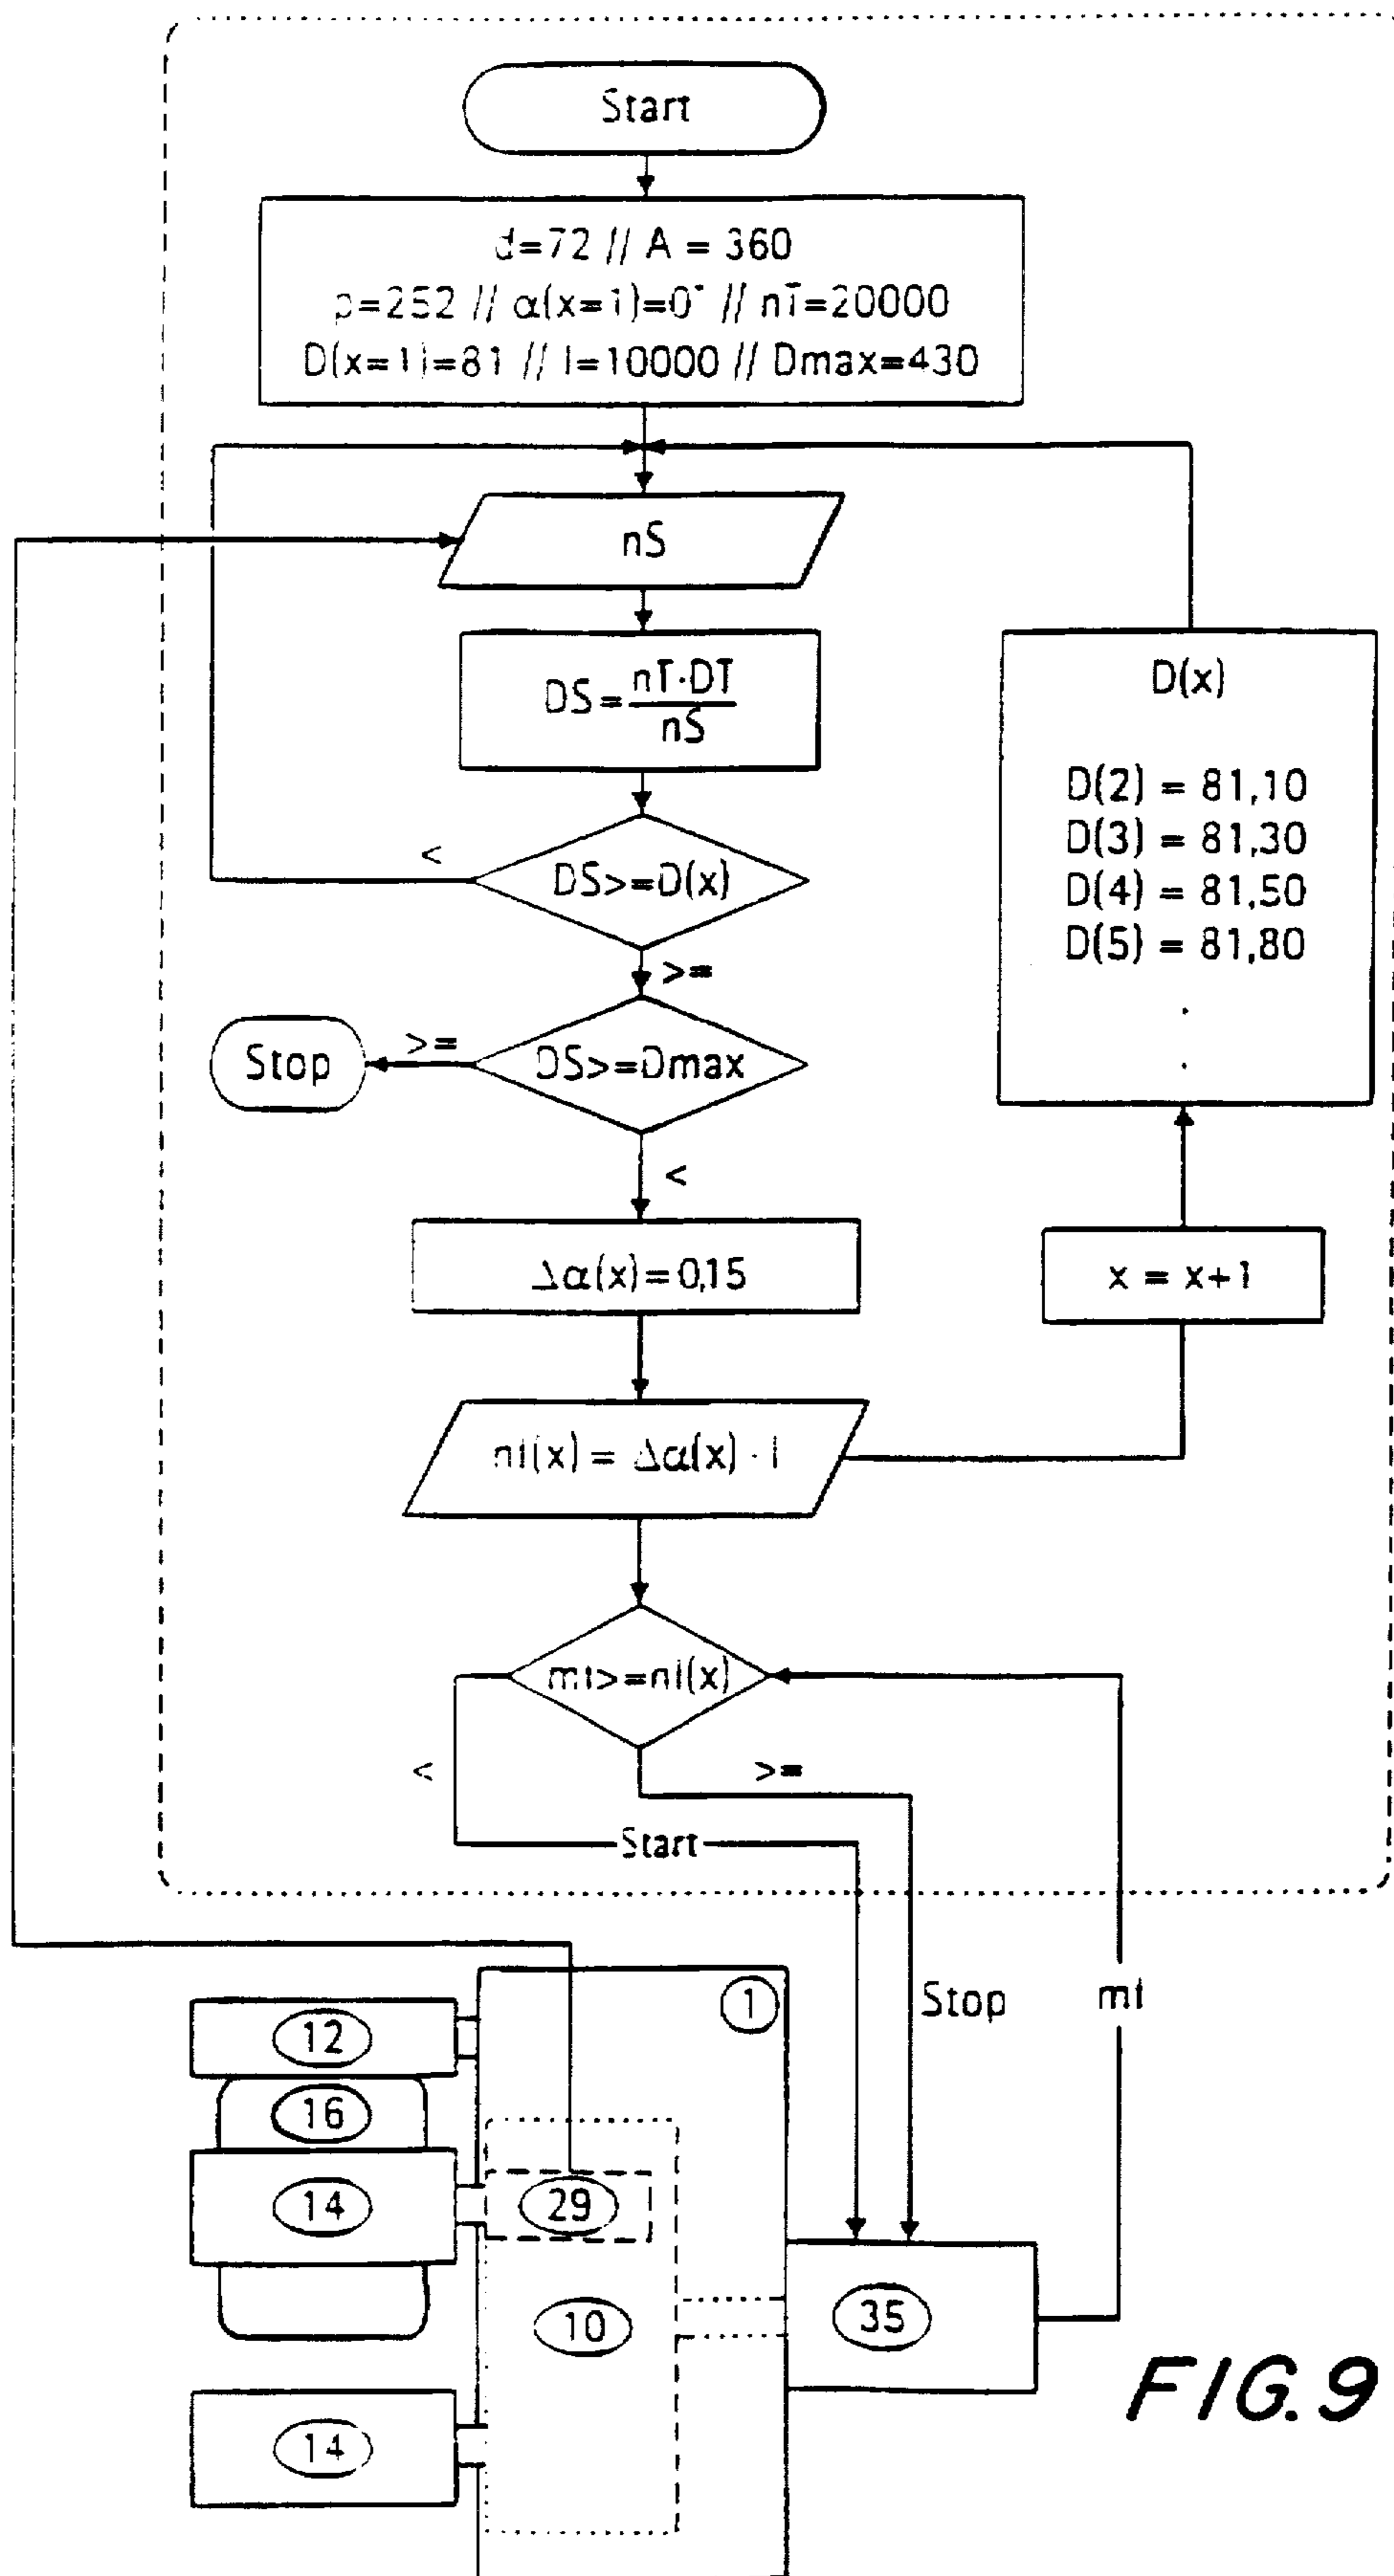 Start
d=72 // A = 360
p=252 // α(x=1)=0° // nT=20000
D(x=1)=81 // I=10000 // Dmax=430
nS
DS = nT·DT
nS
D(x)
D(2) = 81,10
D(3) = 81,30
D(4) = 81,50
D(5) = 81,80
.
.
<
DS>=D(x)
>=
Stop
>=
DS>=Dmax
<
Δα(x)=0,15
x = x+1
nI(x) = Δα(x) · I
mI>=nI(x)
<
>=
Start
Stop
mI
1
12
16
14
29
10
35
14
FIG. 9